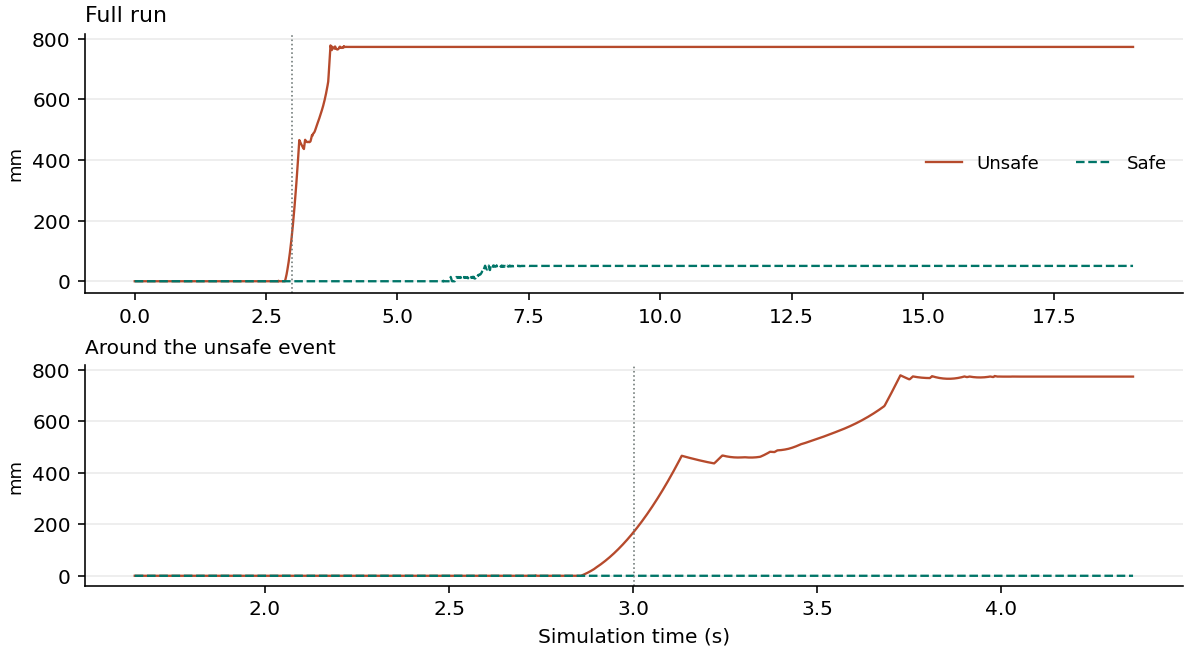 Full run
800
600
400
200
0
mm
Unsafe Safe
0.0 2.5 5.0 7.5 10.0 12.5 15.0 17.5
Around the unsafe event
800
600
400
200
0
mm
2.0 2.5 3.0 3.5 4.0
Simulation time (s)